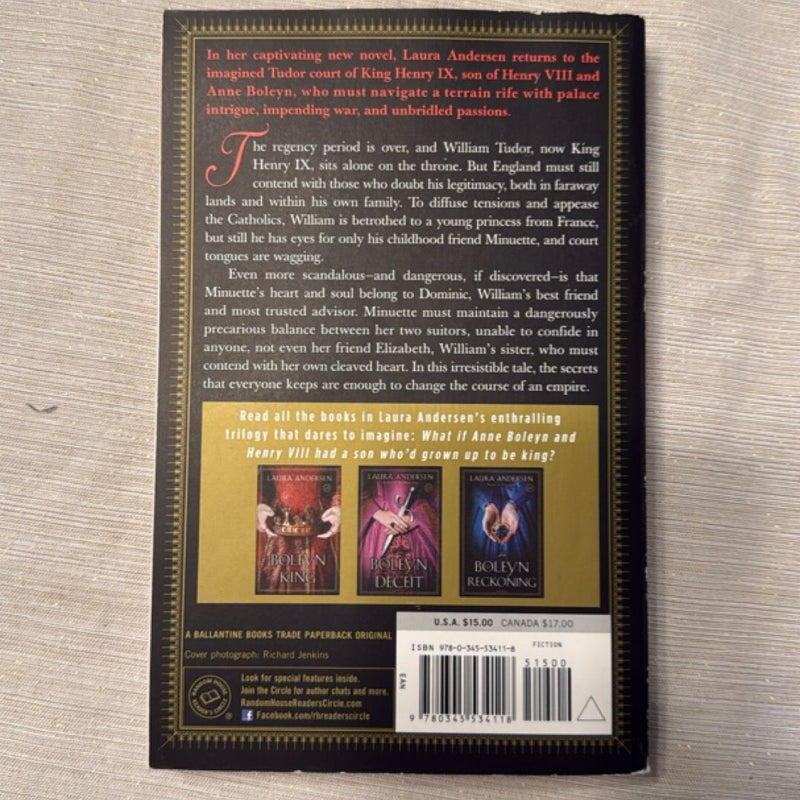 In her captivating new novel, Laura Andersen returns to the
imagined Tudor court of King Henry IX, son of Henry VIII and
Anne Boleyn, who must navigate a terrain rife with palace
intrigue, impending war, and unbridled passions.
The regency period is over, and William Tudor, now King
Henry IX, sits alone on the throne. But England must still
contend with those who doubt his legitimacy, both in faraway
lands and within his own family. To diffuse tensions and appease
the Catholics, William is betrothed to a young princess from France,
but still he has eyes for only his childhood friend Minuette, and court
tongues are wagging.
Even more scandalous—and dangerous, if discovered—is that
Minuette's heart and soul belong to Dominic, William's best friend
and most trusted advisor. Minuette must maintain a dangerously
precarious balance between her two suitors, unable to confide in
anyone, not even her friend Elizabeth, William's sister, who must
contend with her own cleaved heart. In this irresistible tale, the secrets
that everyone keeps are enough to change the course of an empire.
Read all the books in Laura Andersen's enthralling
trilogy that dares to imagine: What if Anne Boleyn and
Henry VIII had a son who'd grown up to be king?
LAURA ANDERSEN
BOLEYN
KING
LAURA ANDERSEN
BOLEYN
DECEIT
LAURA ANDERSEN
BOLEYN
RECKONING
A BALLANTINE BOOKS TRADE PAPERBACK ORIGINAL
Cover photograph: Richard Jenkins
RANDOM HOUSE
READER'S CIRCLE
®
Look for special features inside.
Join the Circle for author chats and more.
RandomHouseReadersCircle.com
f Facebook.com/rhreaderscircle
U.S.A. $15.00 CANADA $17.00
ISBN 978-0-345-53411-8
FICTION
51500
EAN
9 780345 534118